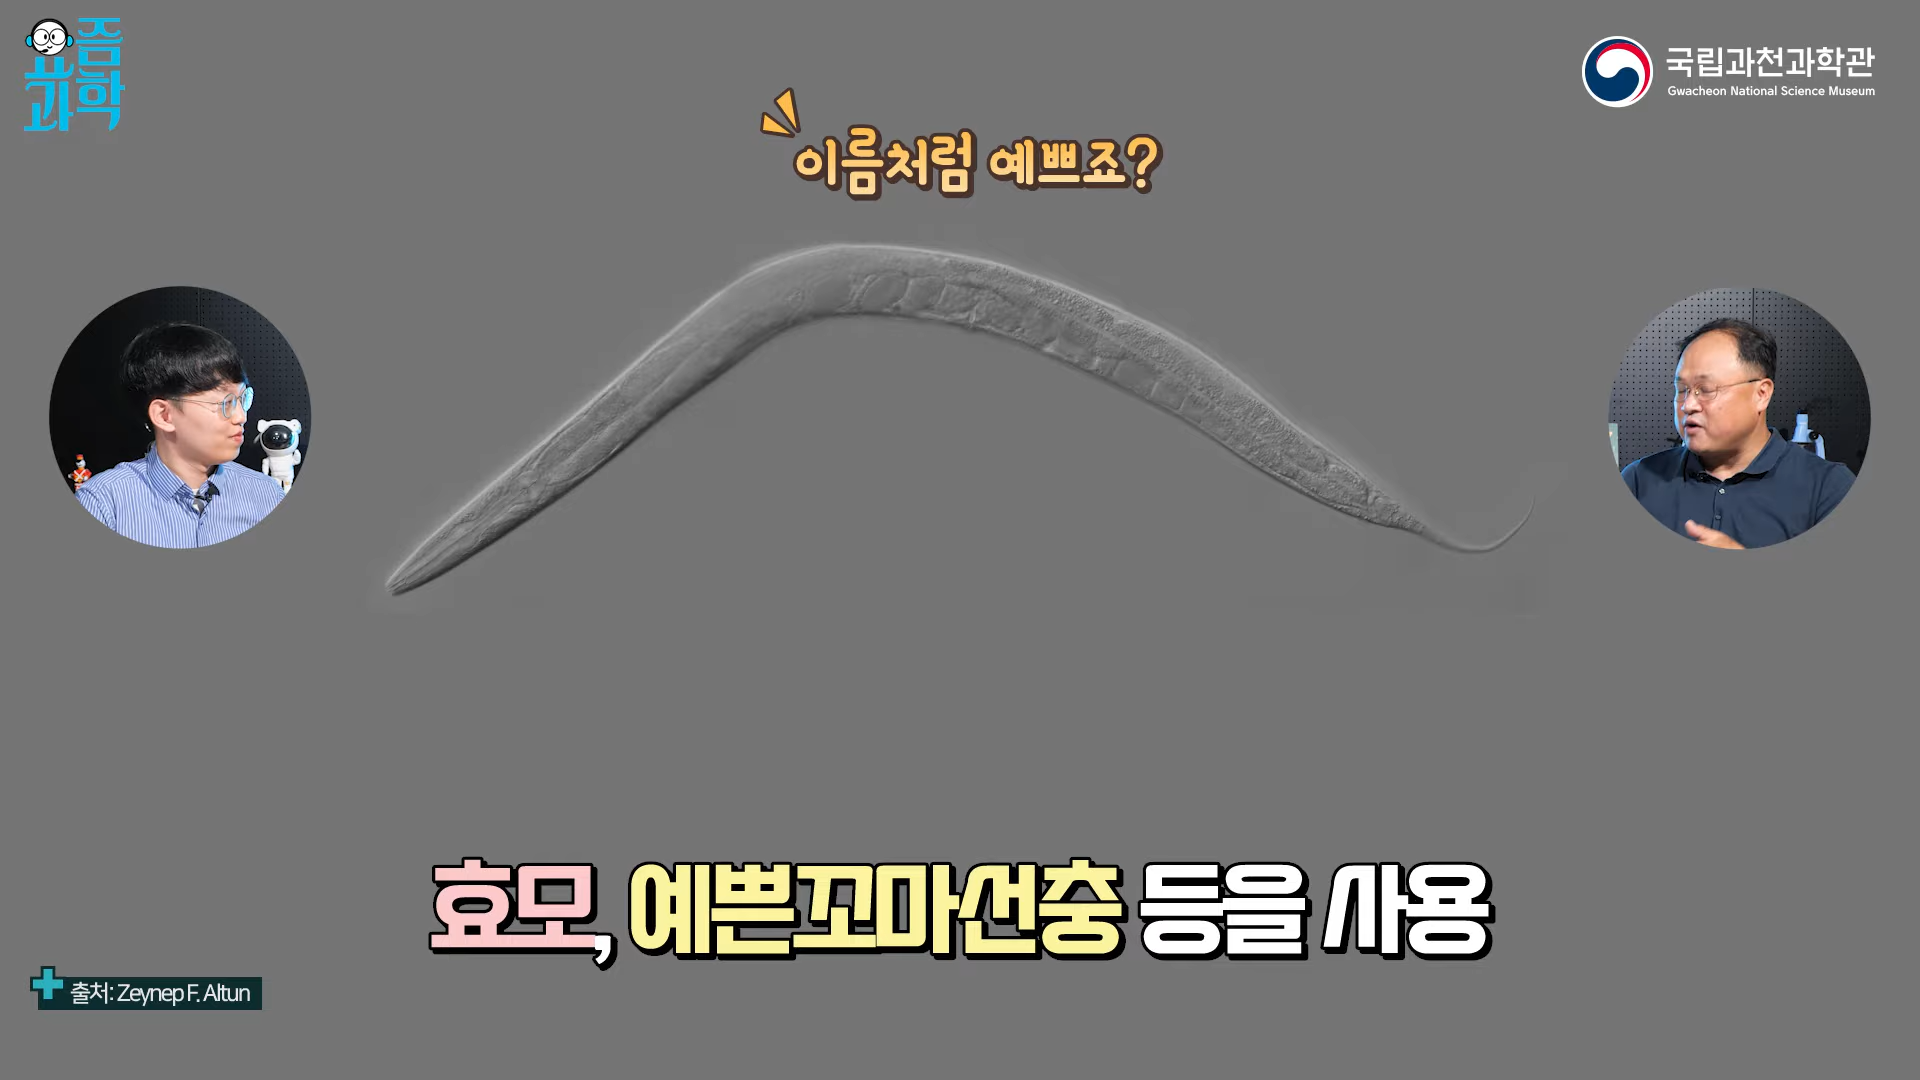 요즘
과학
국립과천과학관
Gwacheon National Science Museum
이름처럼 예쁘죠?
효모, 예쁜꼬마선충 등을 사용
출처: Zeynep F. Altun